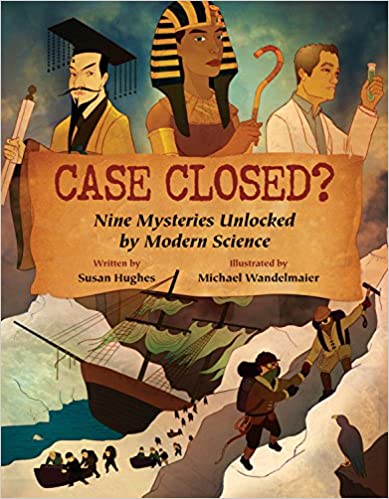 CASE CLOSED?
Nine Mysteries Unlocked
by Modern Science
Written by
Susan Hughes
Illustrated by
Michael Wandelmaier